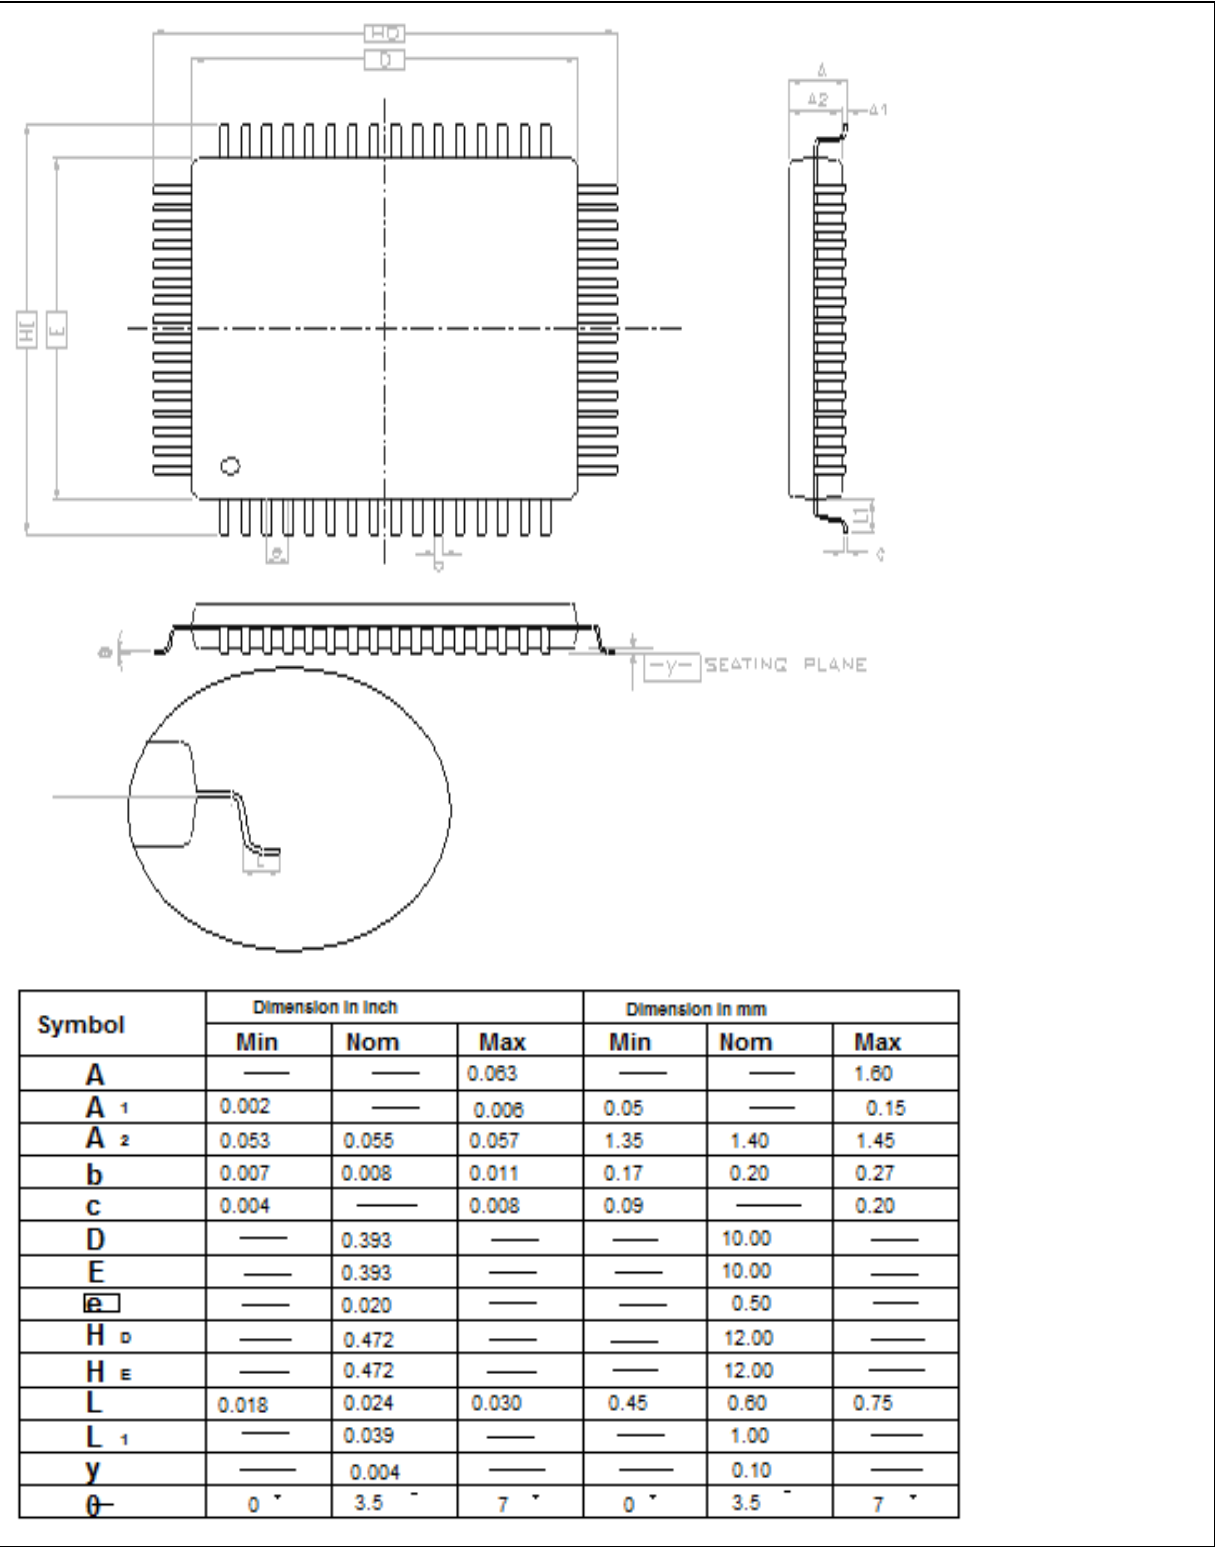 HD
D
A
A2
A1
HE
E
L1
e
b
c
θ
-y- SEATING PLANE
L
Symbol Dimension in inch Dimension in mm
Min Nom Max Min Nom Max
A — — 0.063 — — 1.60
A 1 0.002 — 0.006 0.05 — 0.15
A 2 0.053 0.055 0.057 1.35 1.40 1.45
b 0.007 0.008 0.011 0.17 0.20 0.27
c 0.004 — 0.008 0.09 — 0.20
D — 0.393 — — 10.00 —
E — 0.393 — — 10.00 —
e — 0.020 — — 0.50 —
H D — 0.472 — — 12.00 —
H E — 0.472 — — 12.00 —
L 0.018 0.024 0.030 0.45 0.60 0.75
L 1 — 0.039 — — 1.00 —
y — 0.004 — — 0.10 —
θ 0° 3.5° 7° 0° 3.5° 7°